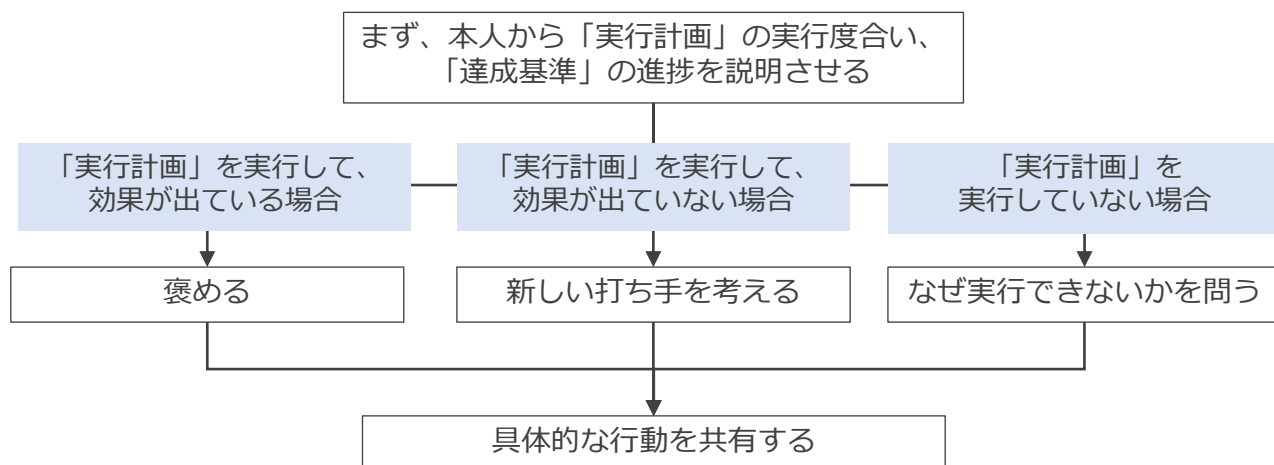 まず、本人から「実行計画」の実行度合い、
「達成基準」の進捗を説明させる
「実行計画」を実行して、
効果が出ている場合
「実行計画」を実行して、
効果が出ていない場合
「実行計画」を
実行していない場合
褒める
新しい打ち手を考える
なぜ実行できないかを問う
具体的な行動を共有する